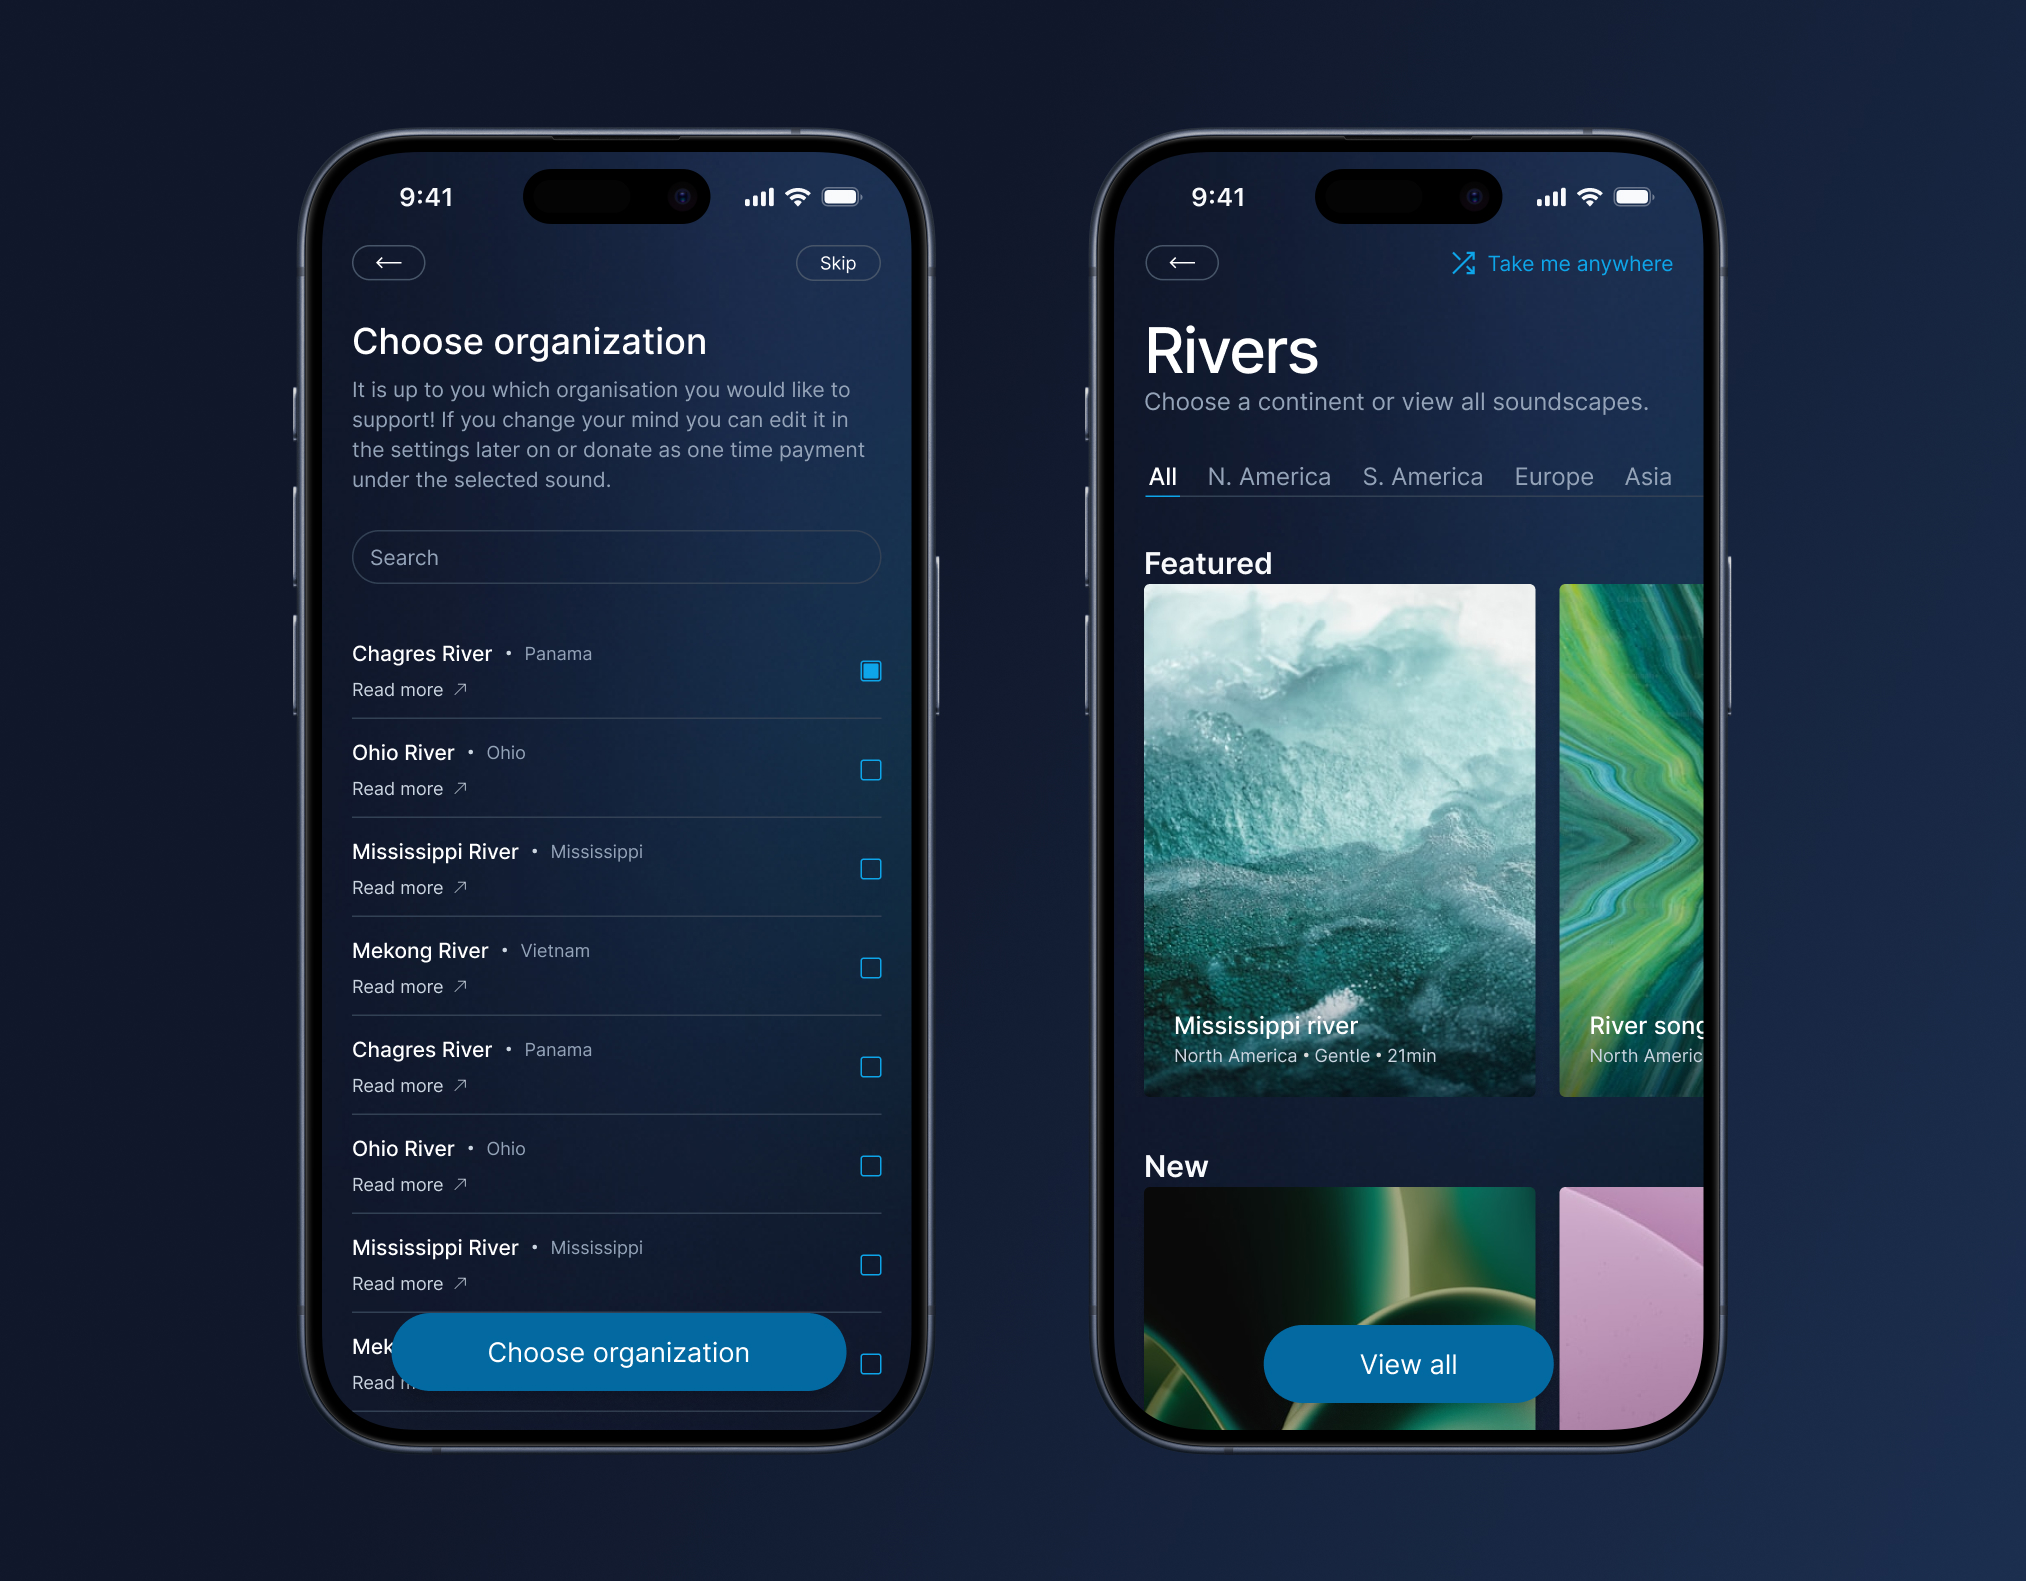 9:41
Skip
Choose organization
It is up to you which organisation you would like to
support! If you change your mind you can edit it in
the settings later on or donate as one time payment
under the selected sound.
Search
Chagres River • Panama
Read more
Ohio River • Ohio
Read more
Mississippi River • Mississippi
Read more
Mekong River • Vietnam
Read more
Chagres River • Panama
Read more
Ohio River • Ohio
Read more
Mississippi River • Mississippi
Read more
Mek
Read m
Choose organization
9:41
Take me anywhere
Rivers
Choose a continent or view all soundscapes.
All N. America S. America Europe Asia
Featured
Mississippi river
North America • Gentle • 21min
River song
North Americ
New
View all